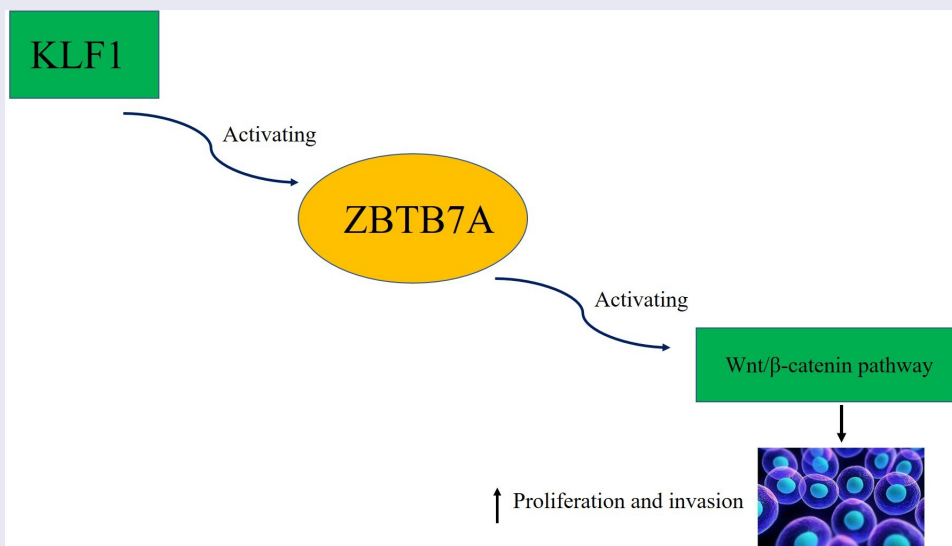 KLF1
Activating
ZBTB7A
Activating
Wnt/β-catenin pathway
Proliferation and invasion